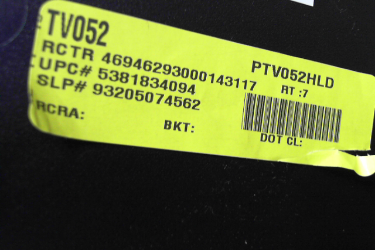 TV052
PTV052HLD
RCTR 46946293000143117
RT :7
UPC# 5381834094
SLP# 93205074562
RCRA:
BKT:
DOT CL: